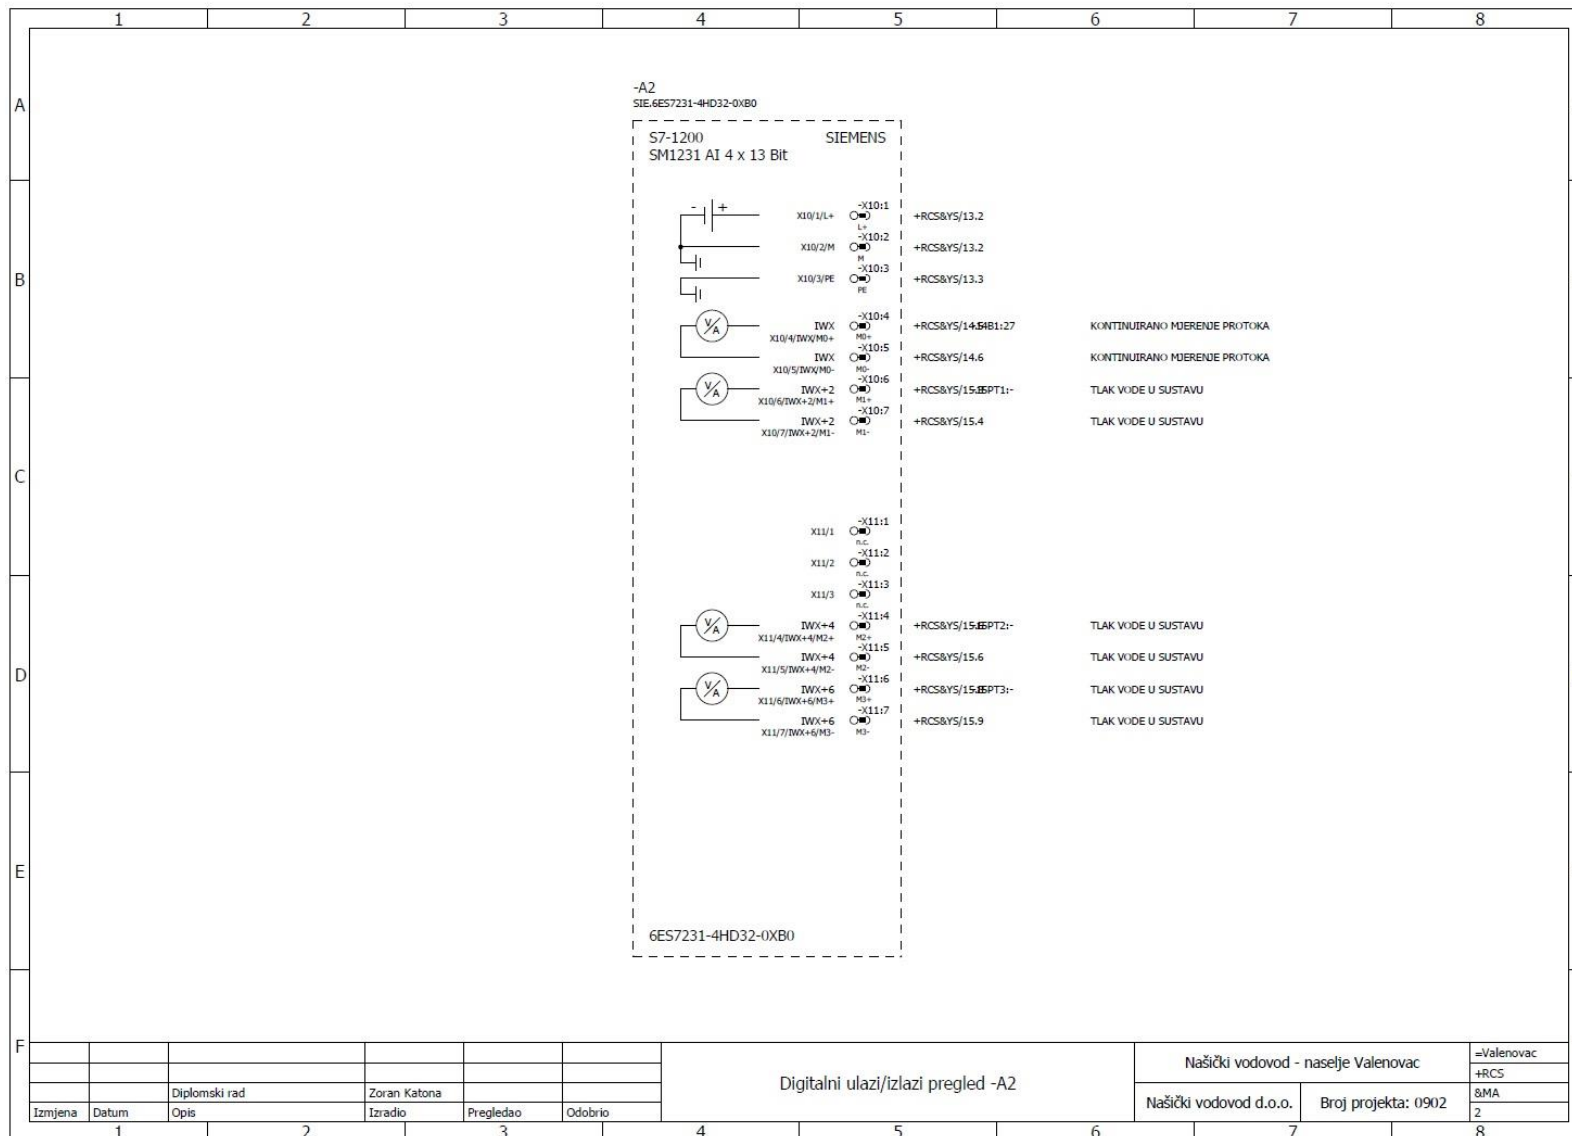 1 2 3 4 5 6 7 8
A
-A2
SIE.6ES7231-4HD32-0XB0
S7-1200 SIEMENS
SM1231 AI 4 x 13 Bit
- +
-X10:1
X10/1/L+ +RCS&YS/13.2
L+
-X10:2
X10/2/M +RCS&YS/13.2
M
B
-X10:3
X10/3/PE +RCS&YS/13.3
PE
-X10:4
V/A IWX KONTINUIRANO MJERENJE PROTOKA
X10/4/IWX/M0+ M0+
-X10:5
IWX +RCS&YS/14.6 KONTINUIRANO MJERENJE PROTOKA
X10/5/IWX/M0- M0-
-X10:6
V/A IWX+2 TLAK VODE U SUSTAVU
X10/6/IWX+2/M1+ M1+
-X10:7
IWX+2 +RCS&YS/15.4 TLAK VODE U SUSTAVU
X10/7/IWX+2/M1- M1-
C
-X11:1
X11/1
n.c.
-X11:2
X11/2
n.c.
-X11:3
X11/3
n.c.
-X11:4
V/A IWX+4 TLAK VODE U SUSTAVU
X11/4/IWX+4/M2+ M2+
-X11:5
IWX+4 +RCS&YS/15.6 TLAK VODE U SUSTAVU
X11/5/IWX+4/M2- M2-
D
-X11:6
V/A IWX+6 TLAK VODE U SUSTAVU
X11/6/IWX+6/M3+ M3+
-X11:7
IWX+6 +RCS&YS/15.9 TLAK VODE U SUSTAVU
X11/7/IWX+6/M3- M3-
E
6ES7231-4HD32-0XB0
F
Diplomski rad Zoran Katona
Izmjena Datum Opis Izradio Pregledao Odobrio
Digitalni ulazi/izlazi pregled -A2
Našički vodovod - naselje Valenovac
Našički vodovod d.o.o. Broj projekta: 0902
=Valenovac
+RCS
&MA
2
1 2 3 4 5 6 7 8